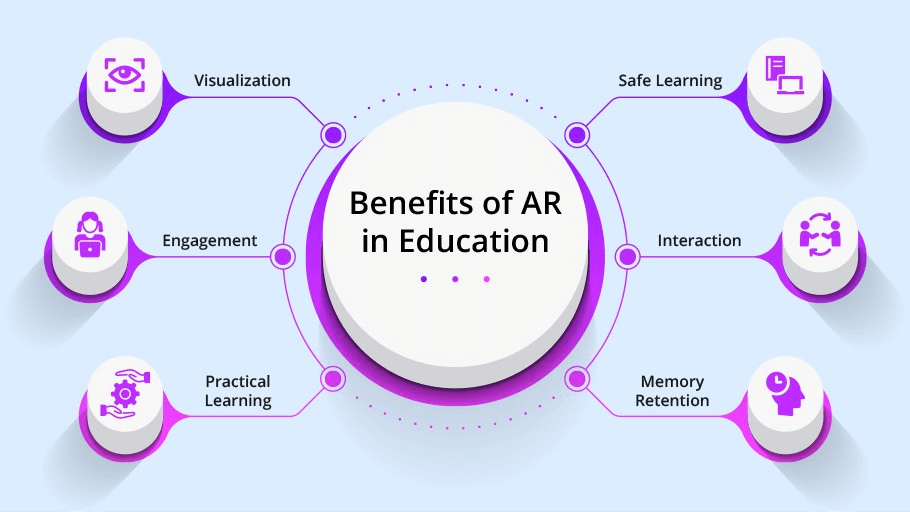 Benefits of AR
in Education
Visualization
Engagement
Practical
Learning
Safe Learning
Interaction
Memory
Retention